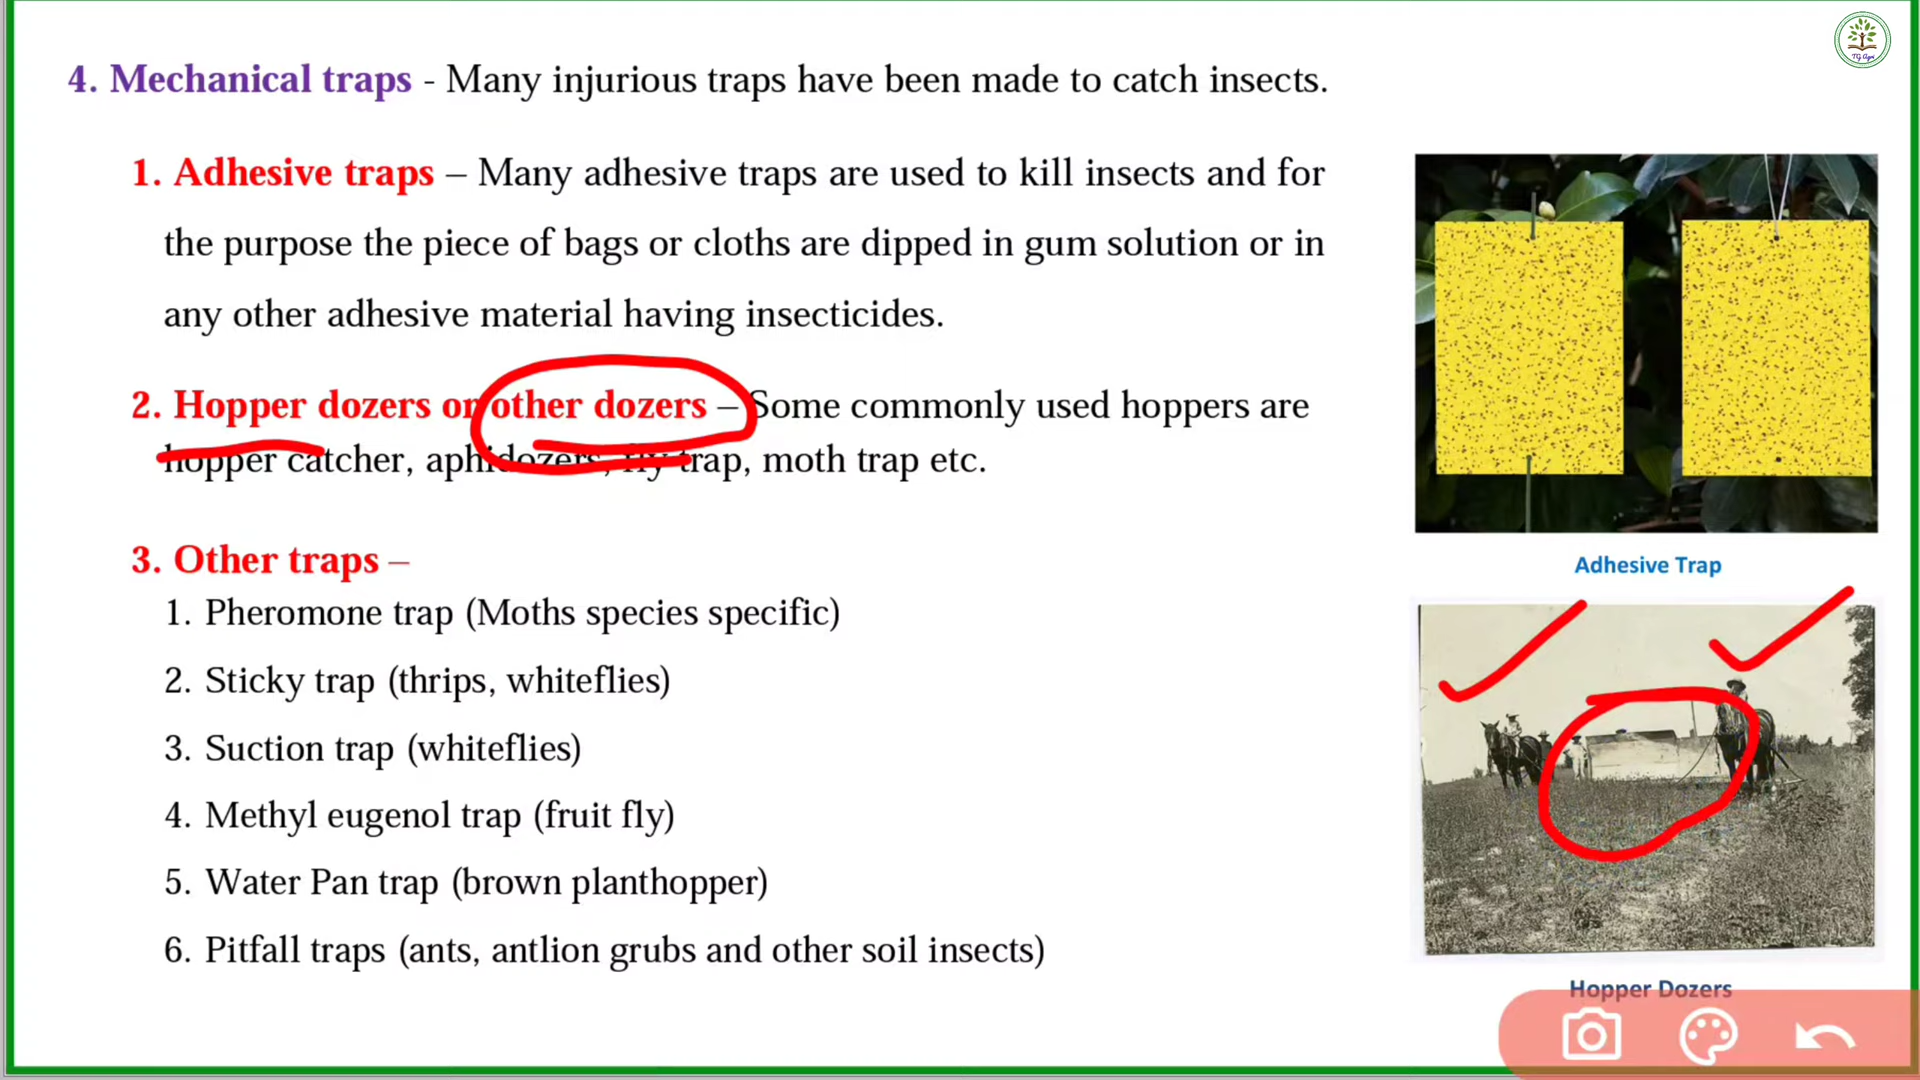 4. Mechanical traps - Many injurious traps have been made to catch insects.
1. Adhesive traps – Many adhesive traps are used to kill insects and for
the purpose the piece of bags or cloths are dipped in gum solution or in
any other adhesive material having insecticides.
2. Hopper dozers or other dozers – Some commonly used hoppers are
hopper catcher, aphidozers, fly trap, moth trap etc.
3. Other traps –
1. Pheromone trap (Moths species specific)
2. Sticky trap (thrips, whiteflies)
3. Suction trap (whiteflies)
4. Methyl eugenol trap (fruit fly)
5. Water Pan trap (brown planthopper)
6. Pitfall traps (ants, antlion grubs and other soil insects)
TG Agri
Adhesive Trap
Hopper Dozers